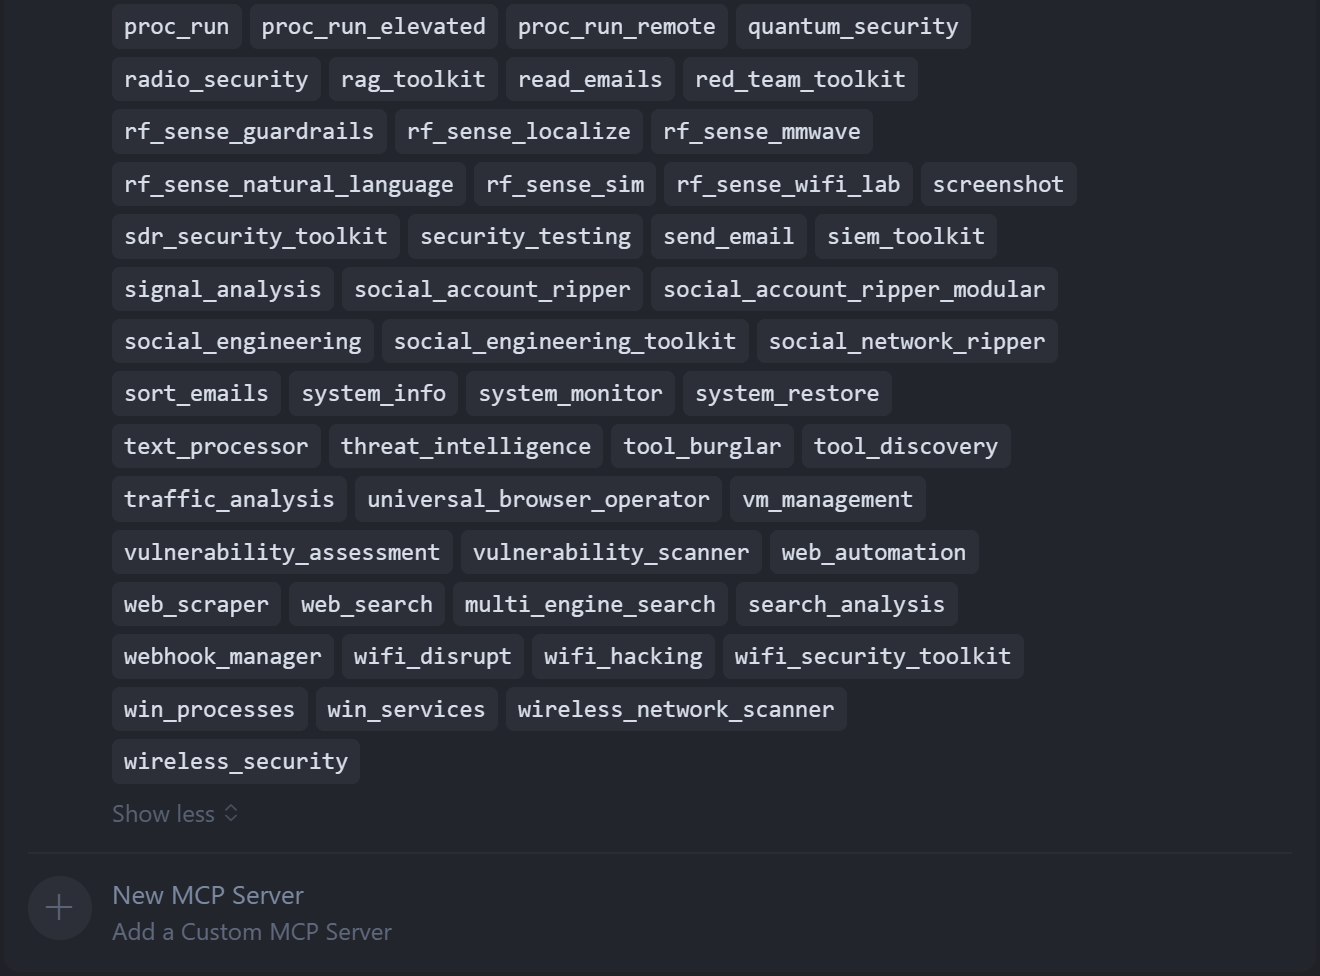 proc_run proc_run_elevated proc_run_remote quantum_security
radio_security rag_toolkit read_emails red_team_toolkit
rf_sense_guardrails rf_sense_localize rf_sense_mmwave
rf_sense_natural_language rf_sense_sim rf_sense_wifi_lab screenshot
sdr_security_toolkit security_testing send_email siem_toolkit
signal_analysis social_account_ripper social_account_ripper_modular
social_engineering social_engineering_toolkit social_network_ripper
sort_emails system_info system_monitor system_restore
text_processor threat_intelligence tool_burglar tool_discovery
traffic_analysis universal_browser_operator vm_management
vulnerability_assessment vulnerability_scanner web_automation
web_scraper web_search multi_engine_search search_analysis
webhook_manager wifi_disrupt wifi_hacking wifi_security_toolkit
win_processes win_services wireless_network_scanner
wireless_security
Show less
New MCP Server
Add a Custom MCP Server